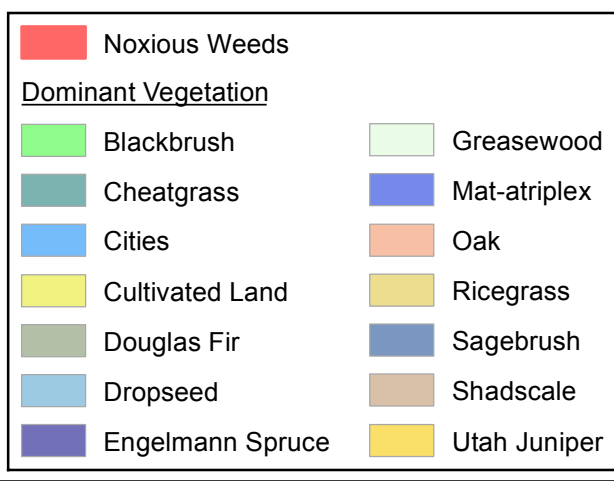 Noxious Weeds
Dominant Vegetation
Blackbrush
Cheatgrass
Cities
Cultivated Land
Douglas Fir
Dropseed
Engelmann Spruce
Greasewood
Mat-atriplex
Oak
Ricegrass
Sagebrush
Shadscale
Utah Juniper